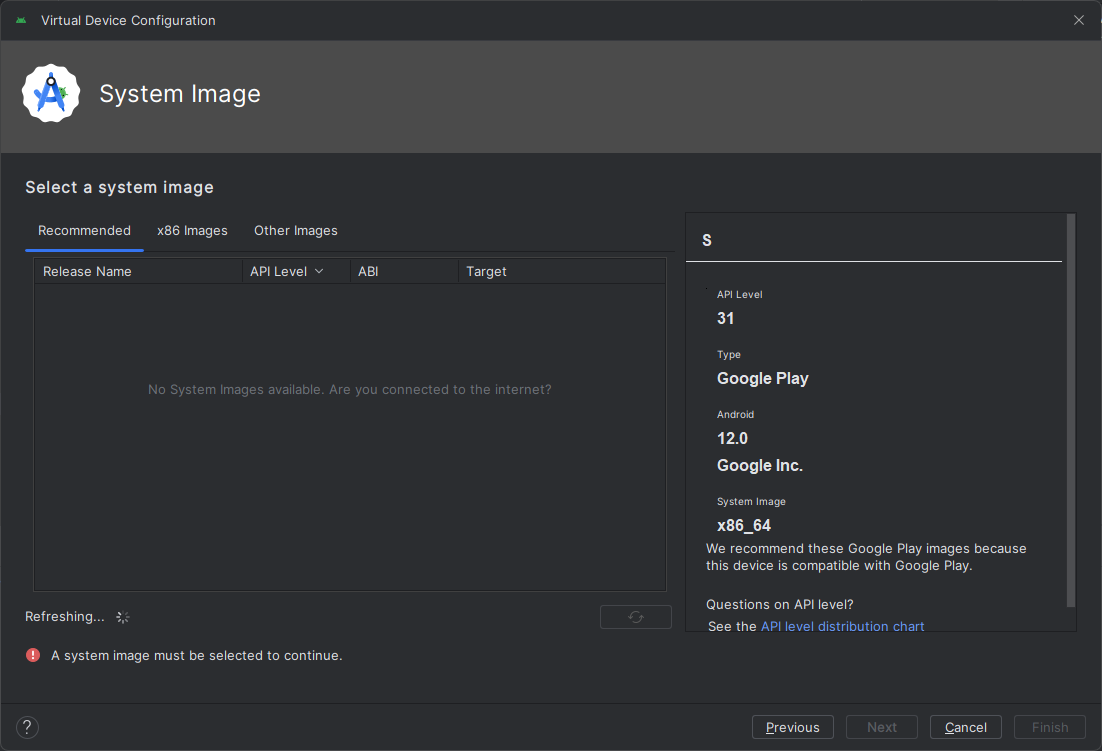 Virtual Device Configuration
System Image
Select a system image
Recommended x86 Images Other Images
Release Name API Level ABI Target
No System Images available. Are you connected to the internet?
Refreshing...
A system image must be selected to continue.
S
API Level
31
Type
Google Play
Android
12.0
Google Inc.
System Image
x86_64
We recommend these Google Play images because
this device is compatible with Google Play.
Questions on API level?
See the API level distribution chart
? Previous Next Cancel Finish